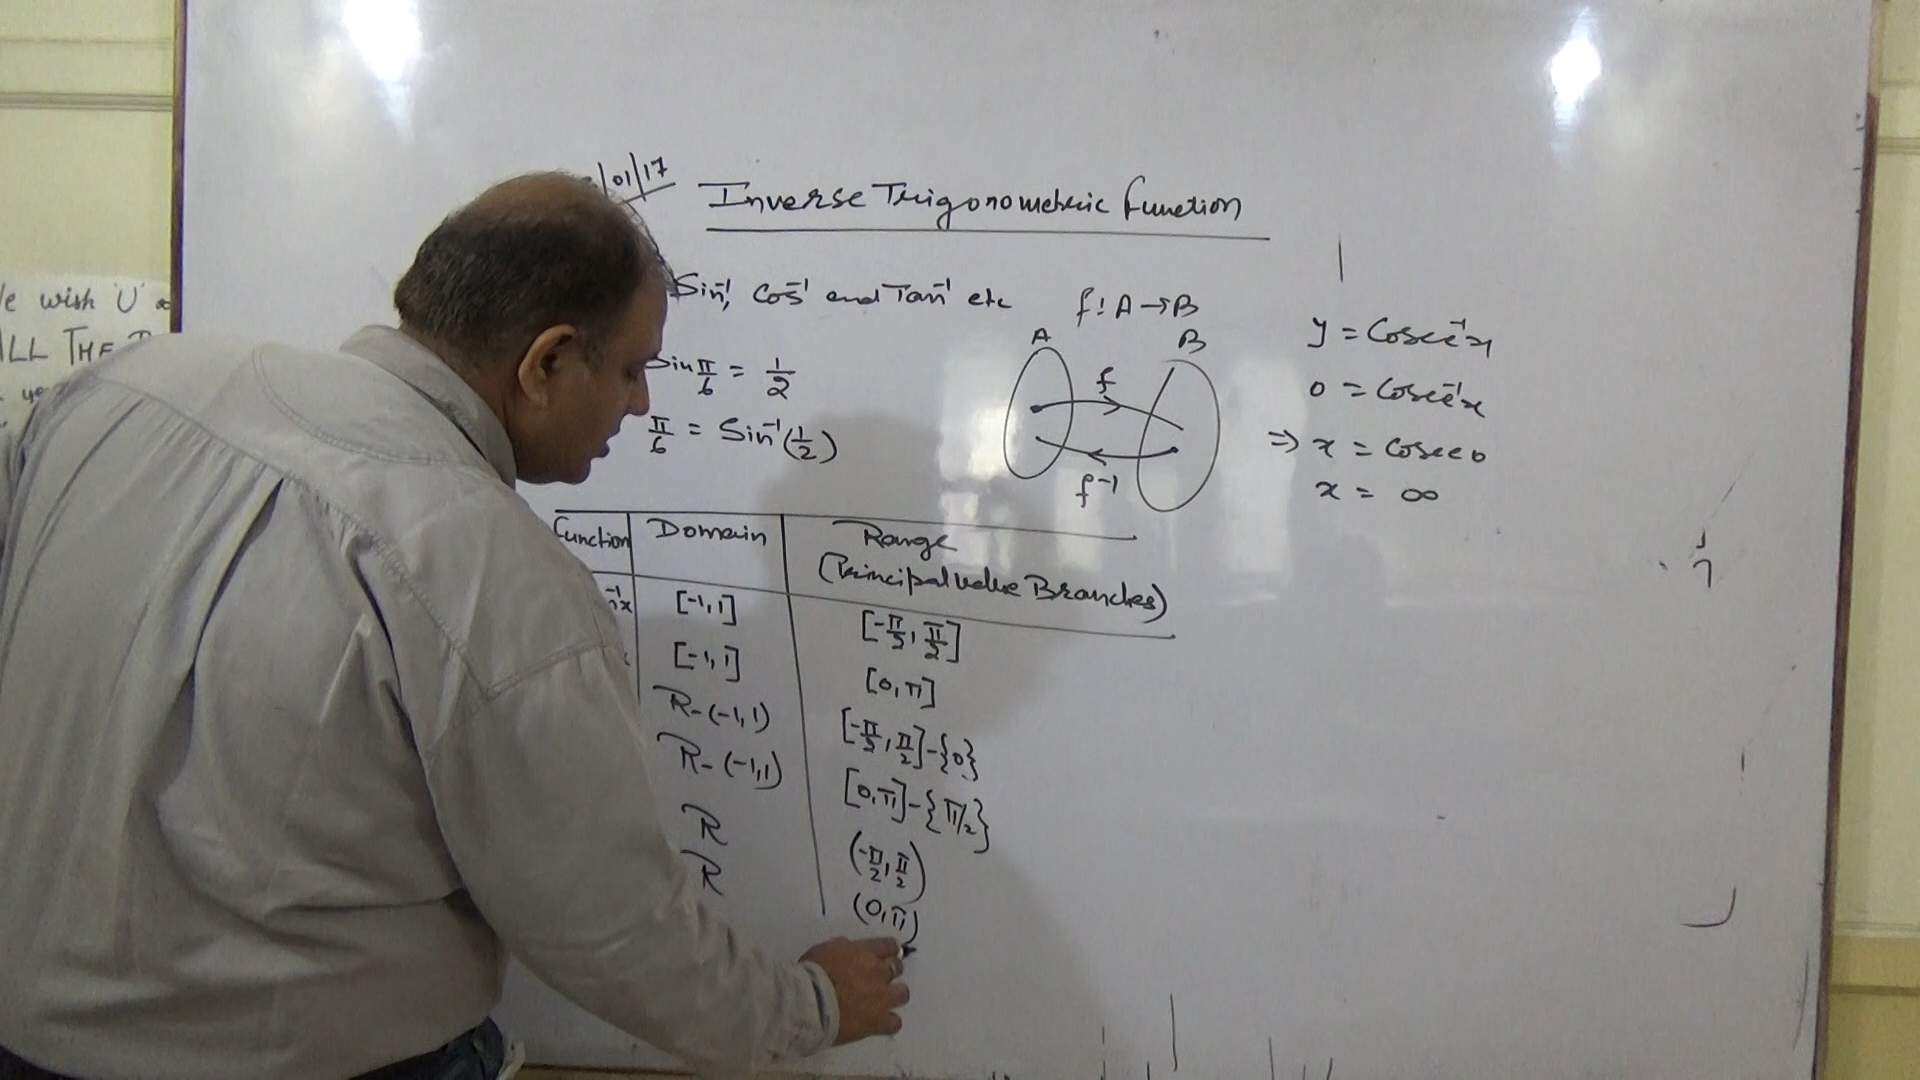 /01/17
Inverse Trigonometric Function
Sin⁻¹, Cos⁻¹ and Tan⁻¹ etc
f: A → B
A B
Sin π/6 = 1/2
f
π/6 = Sin⁻¹(1/2)
f⁻¹
y = Cosec⁻¹x
0 = Cosec⁻¹x
⇒ x = Cosec 0
x = ∞
Function Domain Range
(Principal value Branches)
[-1,1] [-π/2, π/2]
[-1,1] [0, π]
R-(-1,1) [-π/2, π/2]-{0}
R-(-1,1) [0,π]-{π/2}
R (-π/2, π/2)
R (0,π)
wish 'U'
ALL THE